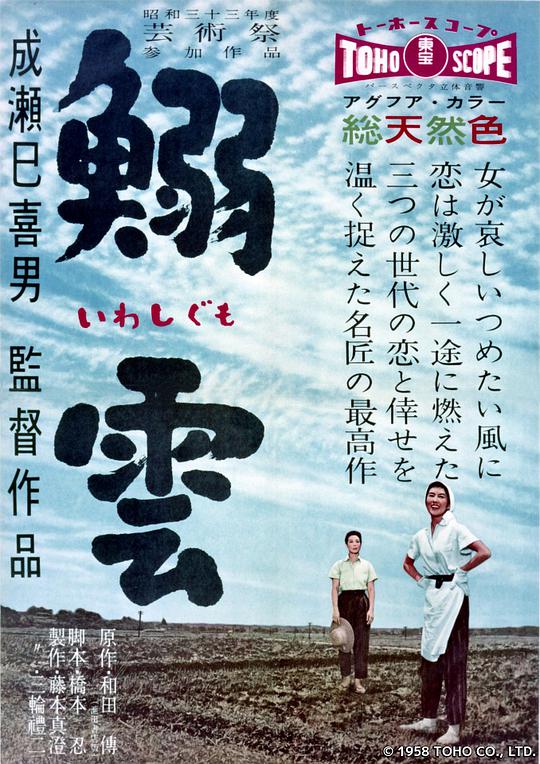 昭和三十三年度
芸術祭
参加作品
トーホースコープ
TOHO 東宝 SCOPE
パースペクタ立体音響
アグファ・カラー
総天然色
女が哀しいつめたい風に
恋は激しく一途に燃えた
三つの世代の恋と倖せを
温く捉えた名匠の最高作
鰯雲
いわしぐも
成瀬巳喜男 監督作品
原作・和田 傳
脚本・橋本 忍
製作・藤本真澄
〃・三輪禮二
© 1958 TOHO CO., LTD.